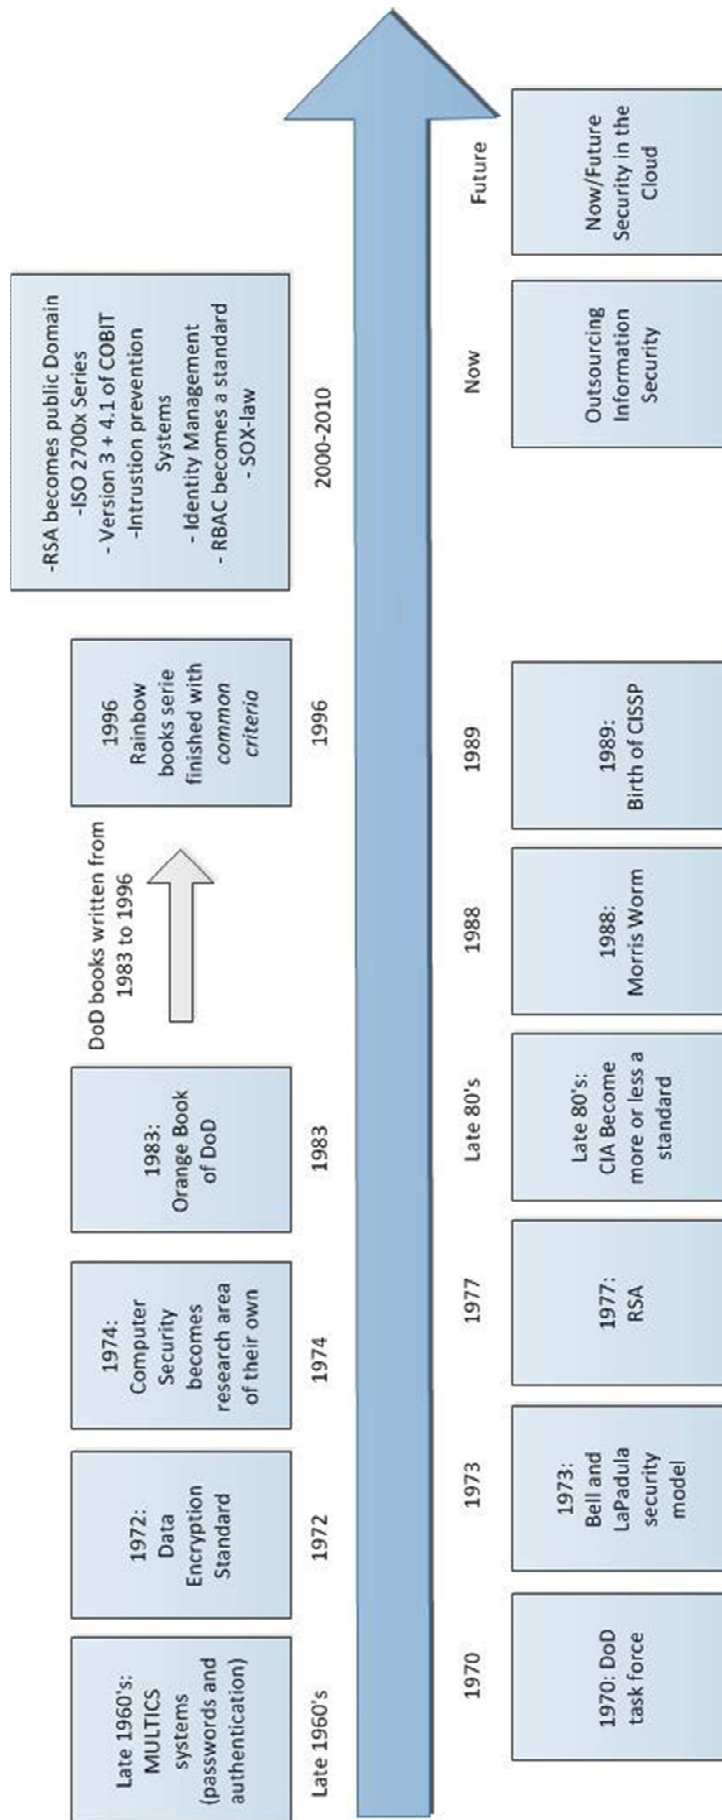 Late 1960's:
MULTICS
systems
(passwords and
authentication)
1972:
Data
Encryption
Standard
1974:
Computer
Security
becomes
research area
of their own
1983:
Orange Book
of DoD
DoD books written from
1983 to 1996
1996
Rainbow
books serie
finished with
common
criteria
-RSA becomes public Domain
-ISO 2700x Series
- Version 3 + 4.1 of COBIT
-Intrustion prevention
Systems
- Identity Management
- RBAC becomes a standard
- SOX-law
Late 1960's
1972
1974
1983
1996
2000-2010
1970
1973
1977
Late 80's
1988
1989
Now
Future
1970: DoD
task force
1973:
Bell and
LaPadula
security
model
1977:
RSA
Late 80's:
CIA Become
more or less a
standard
1988:
Morris Worm
1989:
Birth of CISSP
Outsourcing
Information
Security
Now/Future
Security in the
Cloud